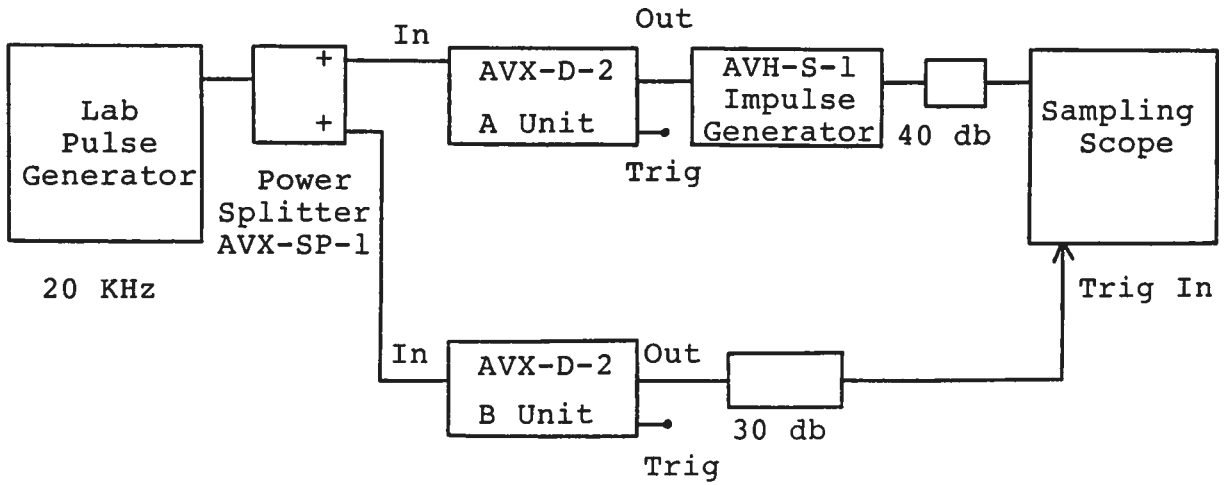 Lab
Pulse
Generator
20 KHz
+
+
Power
Splitter
AVX-SP-1
In
AVX-D-2
A Unit
Out
Trig
AVH-S-1
Impulse
Generator
40 db
Sampling
Scope
Trig In
In
AVX-D-2
B Unit
Out
Trig
30 db